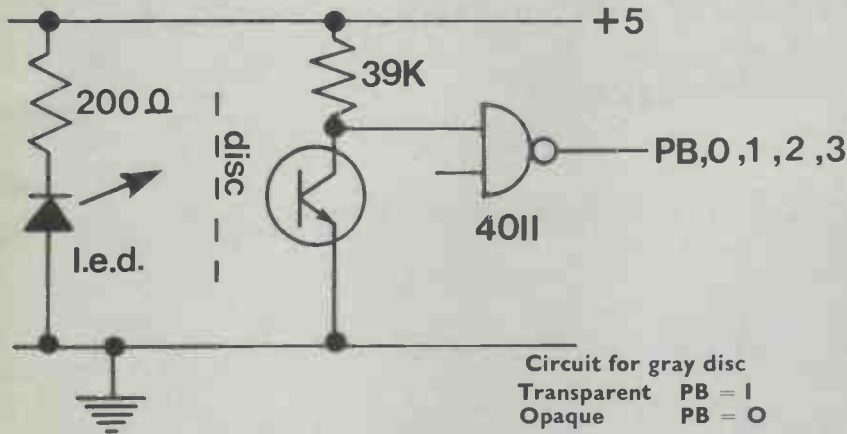 +5
200Ω
39K
disc
PB,0,1,2,3
4011
l.e.d.
Circuit for gray disc
Transparent PB = 1
Opaque PB = 0